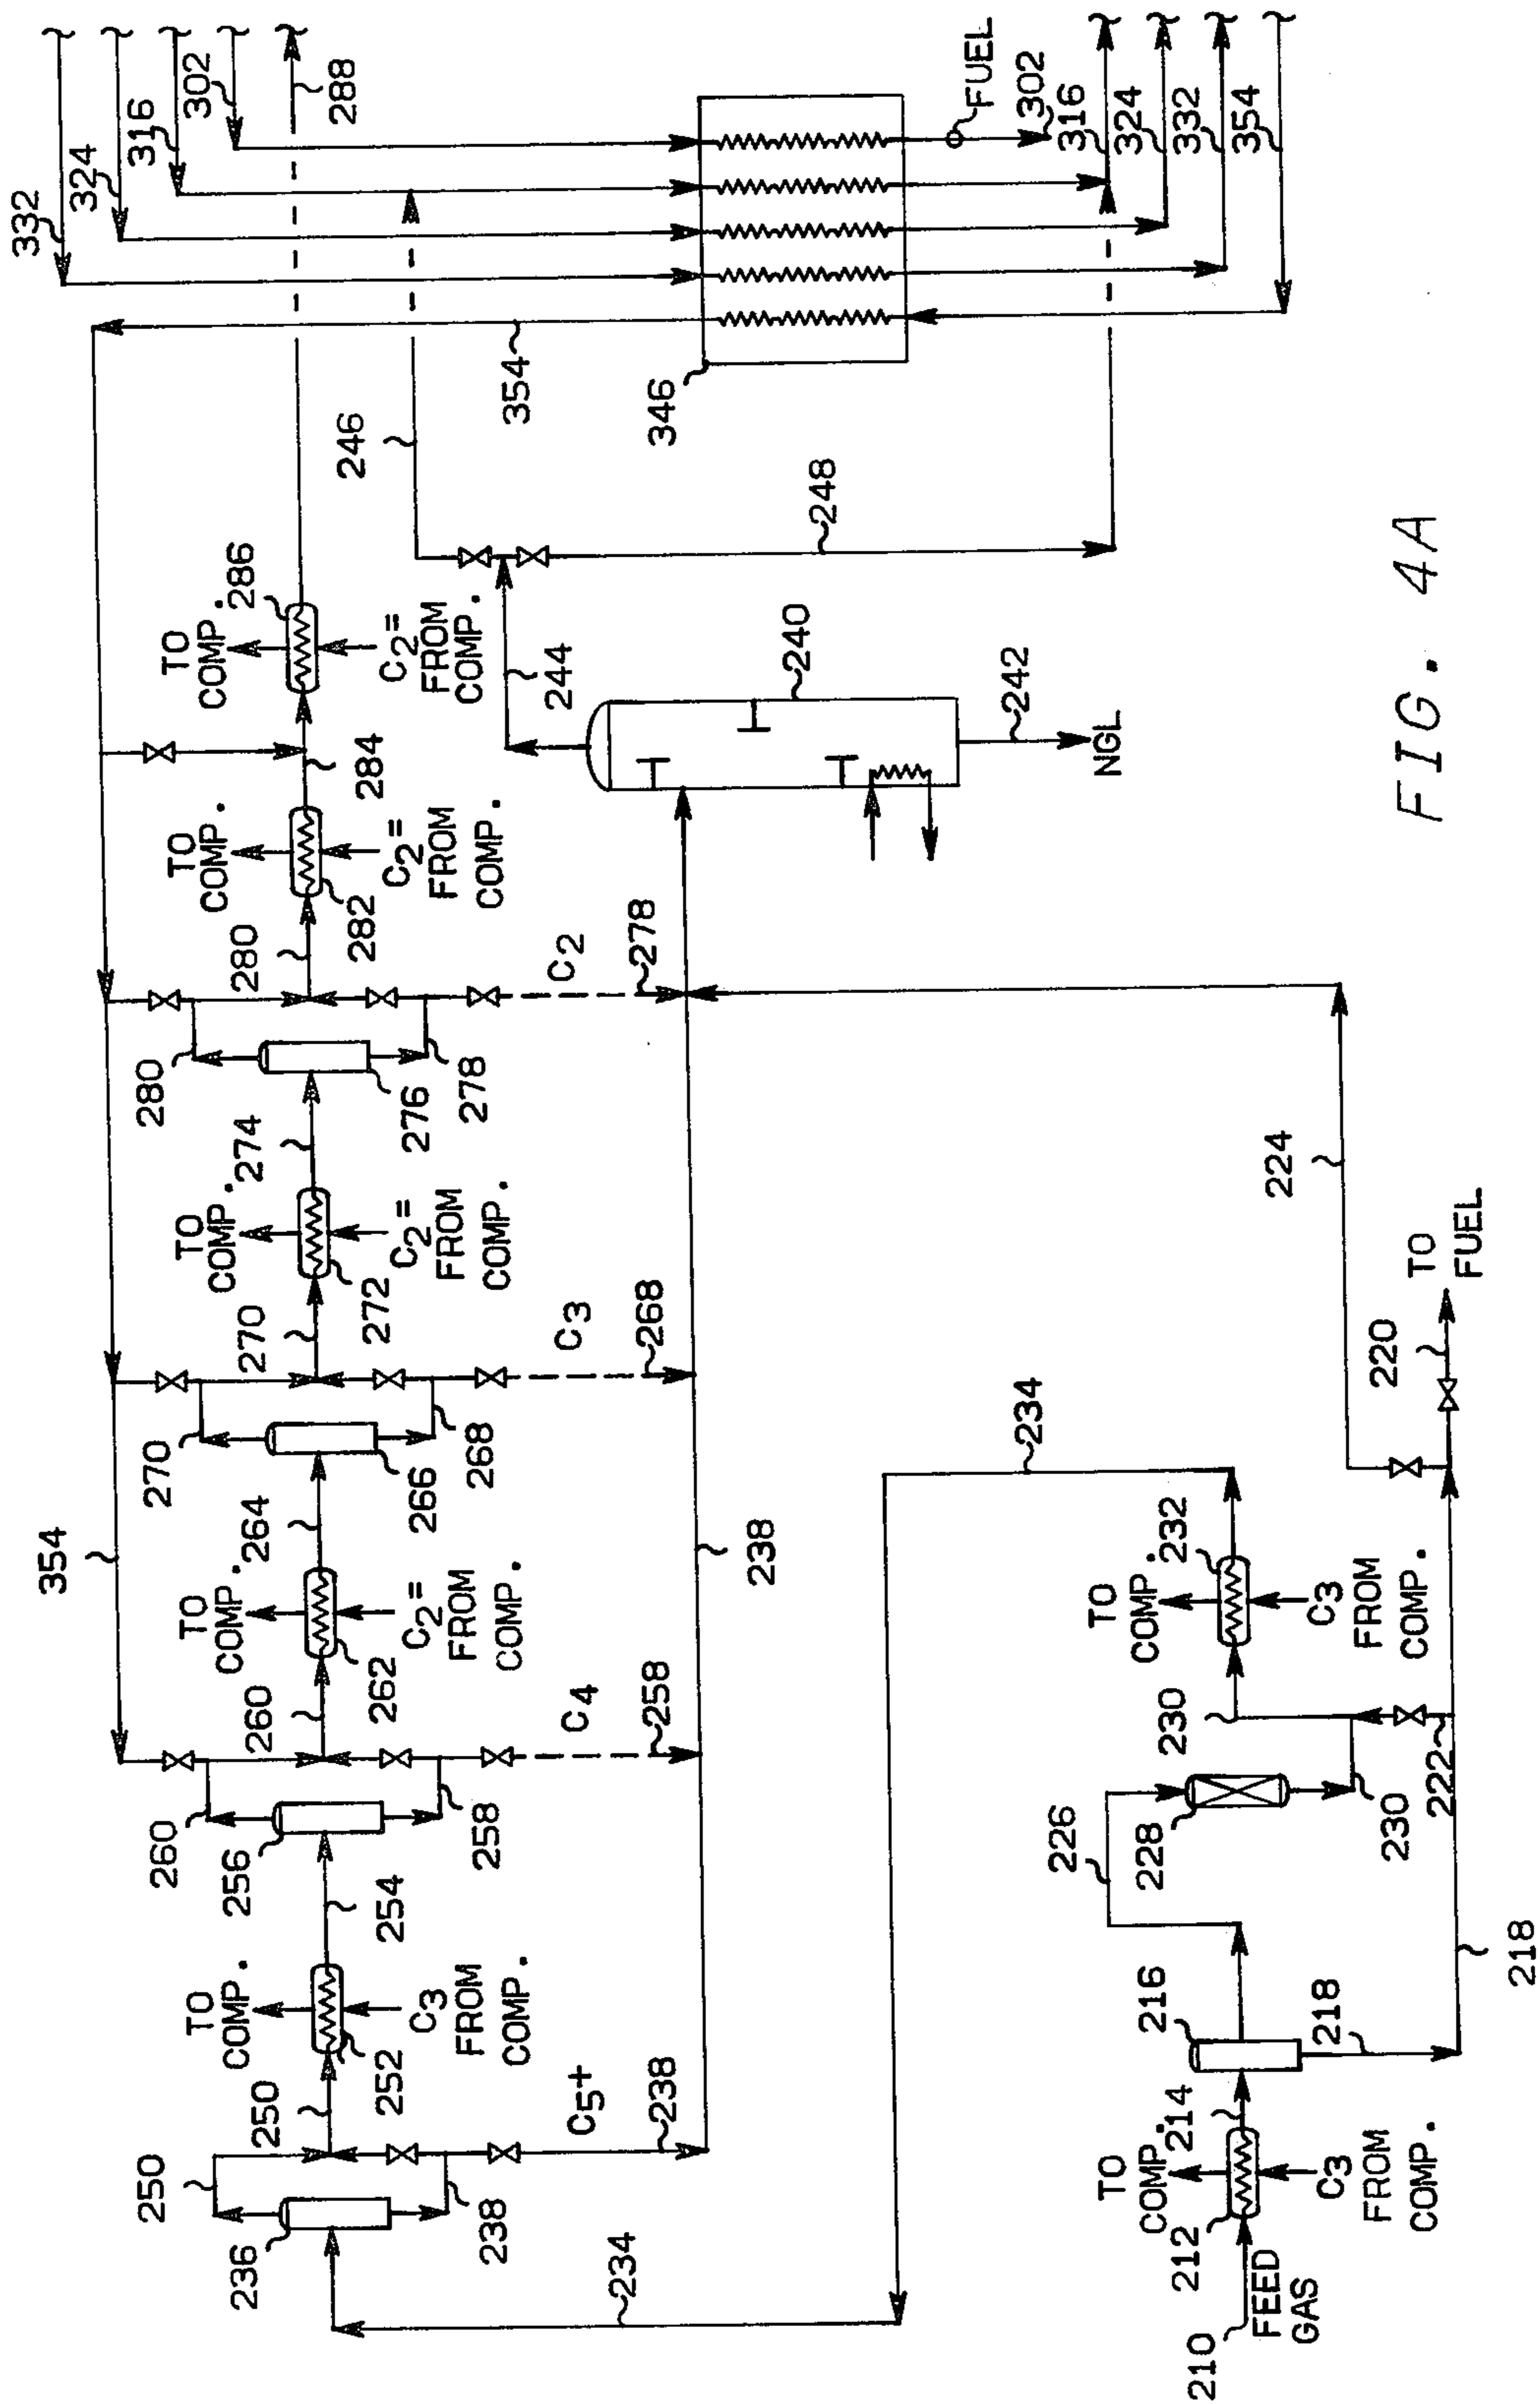 332
354
324
316
250
260
270
280
302
TO
COMP.
TO
COMP.
TO
COMP.
TO
COMP.
TO
COMP.
236
250
256
260
264
266
270
274
276
280
284
286
288
252
254
262
272
282
246
C3
FROM
COMP.
C2=
FROM
COMP.
C2=
FROM
COMP.
C2=
FROM
COMP.
C2=
FROM
COMP.
238
258
268
278
354
244
C5+
C4
C3
C2
238
258
268
278
346
234
238
240
248
242
NGL
FUEL
302
316
324
332
354
234
226
TO
COMP.
214
216
228
230
TO
COMP.
232
212
C3
FROM
COMP.
C3
FROM
COMP.
224
210
FEED
GAS
218
230
222
220
TO
FUEL
218
FIG. 4A